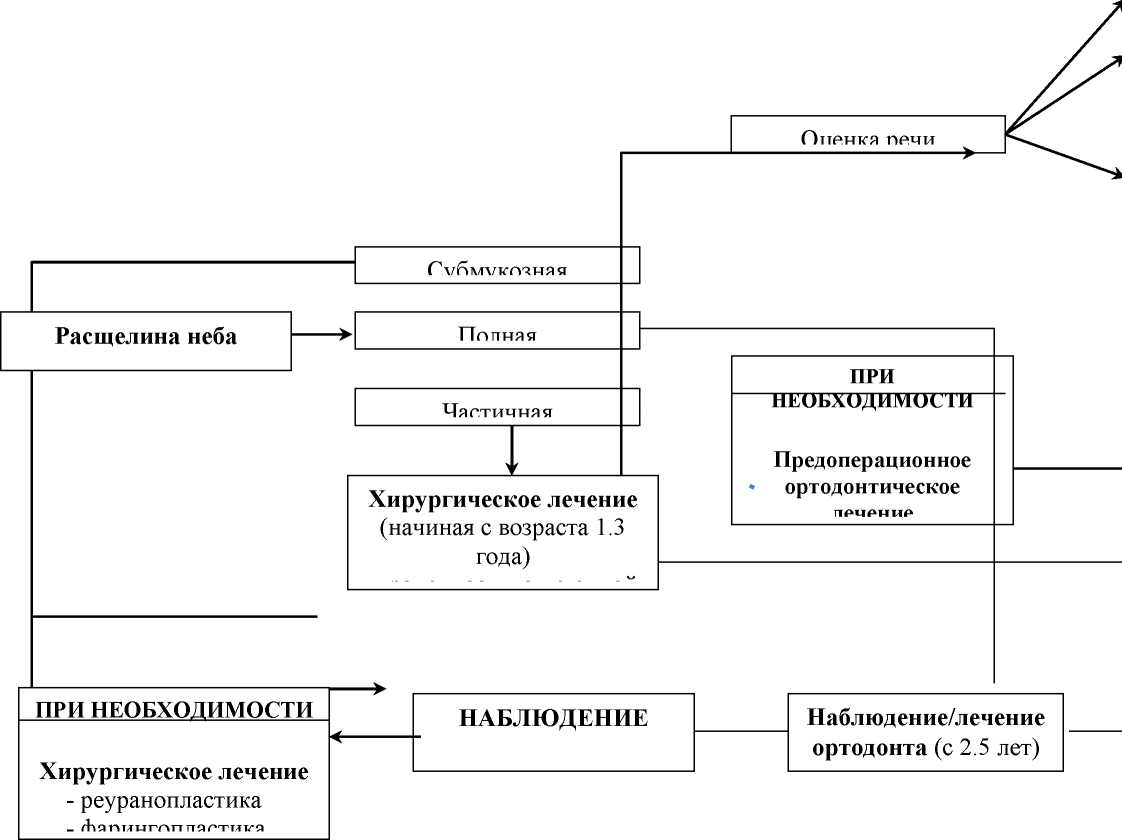 Оценка речи
Субмукозная
Расщелина неба
Полная
Частичная
ПРИ
НЕОБХОДИМОСТИ
Предоперационное
ортодонтическое
лечение
Хирургическое лечение
(начиная с возраста 1.3
года)
ПРИ НЕОБХОДИМОСТИ
Хирургическое лечение
- реуранопластика
- фарингопластика
НАБЛЮДЕНИЕ
Наблюдение/лечение
ортодонта (с 2.5 лет)